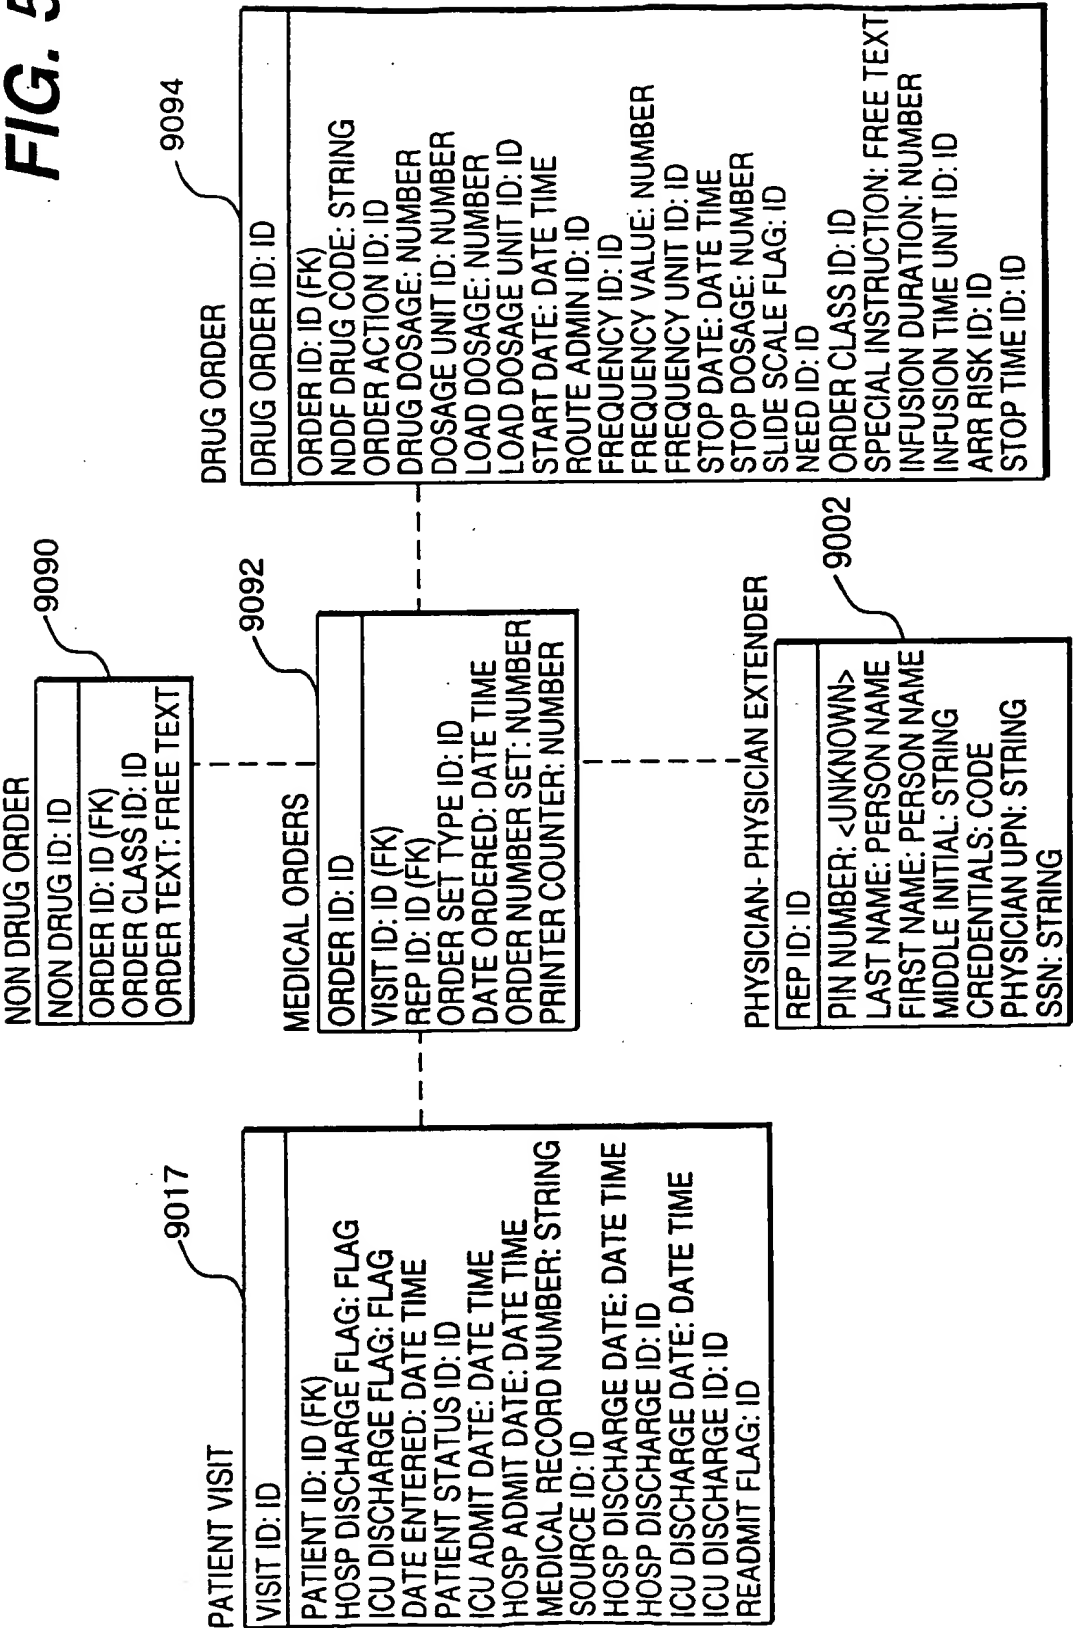 FIG. 5
NON DRUG ORDER
9090
NON DRUG ID: ID
ORDER ID: ID (FK)
ORDER CLASS ID: ID
ORDER TEXT: FREE TEXT
PATIENT VISIT
9017
VISIT ID: ID
PATIENT ID: ID (FK)
HOSP DISCHARGE FLAG: FLAG
ICU DISCHARGE FLAG: FLAG
DATE ENTERED: DATE TIME
PATIENT STATUS ID: ID
ICU ADMIT DATE: DATE TIME
HOSP ADMIT DATE: DATE TIME
MEDICAL RECORD NUMBER: STRING
SOURCE ID: ID
HOSP DISCHARGE DATE: DATE TIME
HOSP DISCHARGE ID: ID
ICU DISCHARGE DATE: DATE TIME
ICU DISCHARGE ID: ID
READMIT FLAG: ID
MEDICAL ORDERS
9092
ORDER ID: ID
VISIT ID: ID (FK)
REP ID: ID (FK)
ORDER SET TYPE ID: ID
DATE ORDERED: DATE TIME
ORDER NUMBER SET: NUMBER
PRINTER COUNTER: NUMBER
DRUG ORDER
9094
DRUG ORDER ID: ID
ORDER ID: ID (FK)
NDDF DRUG CODE: STRING
ORDER ACTION ID: ID
DRUG DOSAGE: NUMBER
DOSAGE UNIT ID: NUMBER
LOAD DOSAGE: NUMBER
LOAD DOSAGE UNIT ID: ID
START DATE: DATE TIME
ROUTE ADMIN ID: ID
FREQUENCY ID: ID
FREQUENCY VALUE: NUMBER
FREQUENCY UNIT ID: ID
STOP DATE: DATE TIME
STOP DOSAGE: NUMBER
SLIDE SCALE FLAG: ID
NEED ID: ID
ORDER CLASS ID: ID
SPECIAL INSTRUCTION: FREE TEXT
INFUSION DURATION: NUMBER
INFUSION TIME UNIT ID: ID
ARR RISK ID: ID
STOP TIME ID: ID
PHYSICIAN- PHYSICIAN EXTENDER
9002
REP ID: ID
PIN NUMBER: <UNKNOWN>
LAST NAME: PERSON NAME
FIRST NAME: PERSON NAME
MIDDLE INITIAL: STRING
CREDENTIALS: CODE
PHYSICIAN UPN: STRING
SSN: STRING